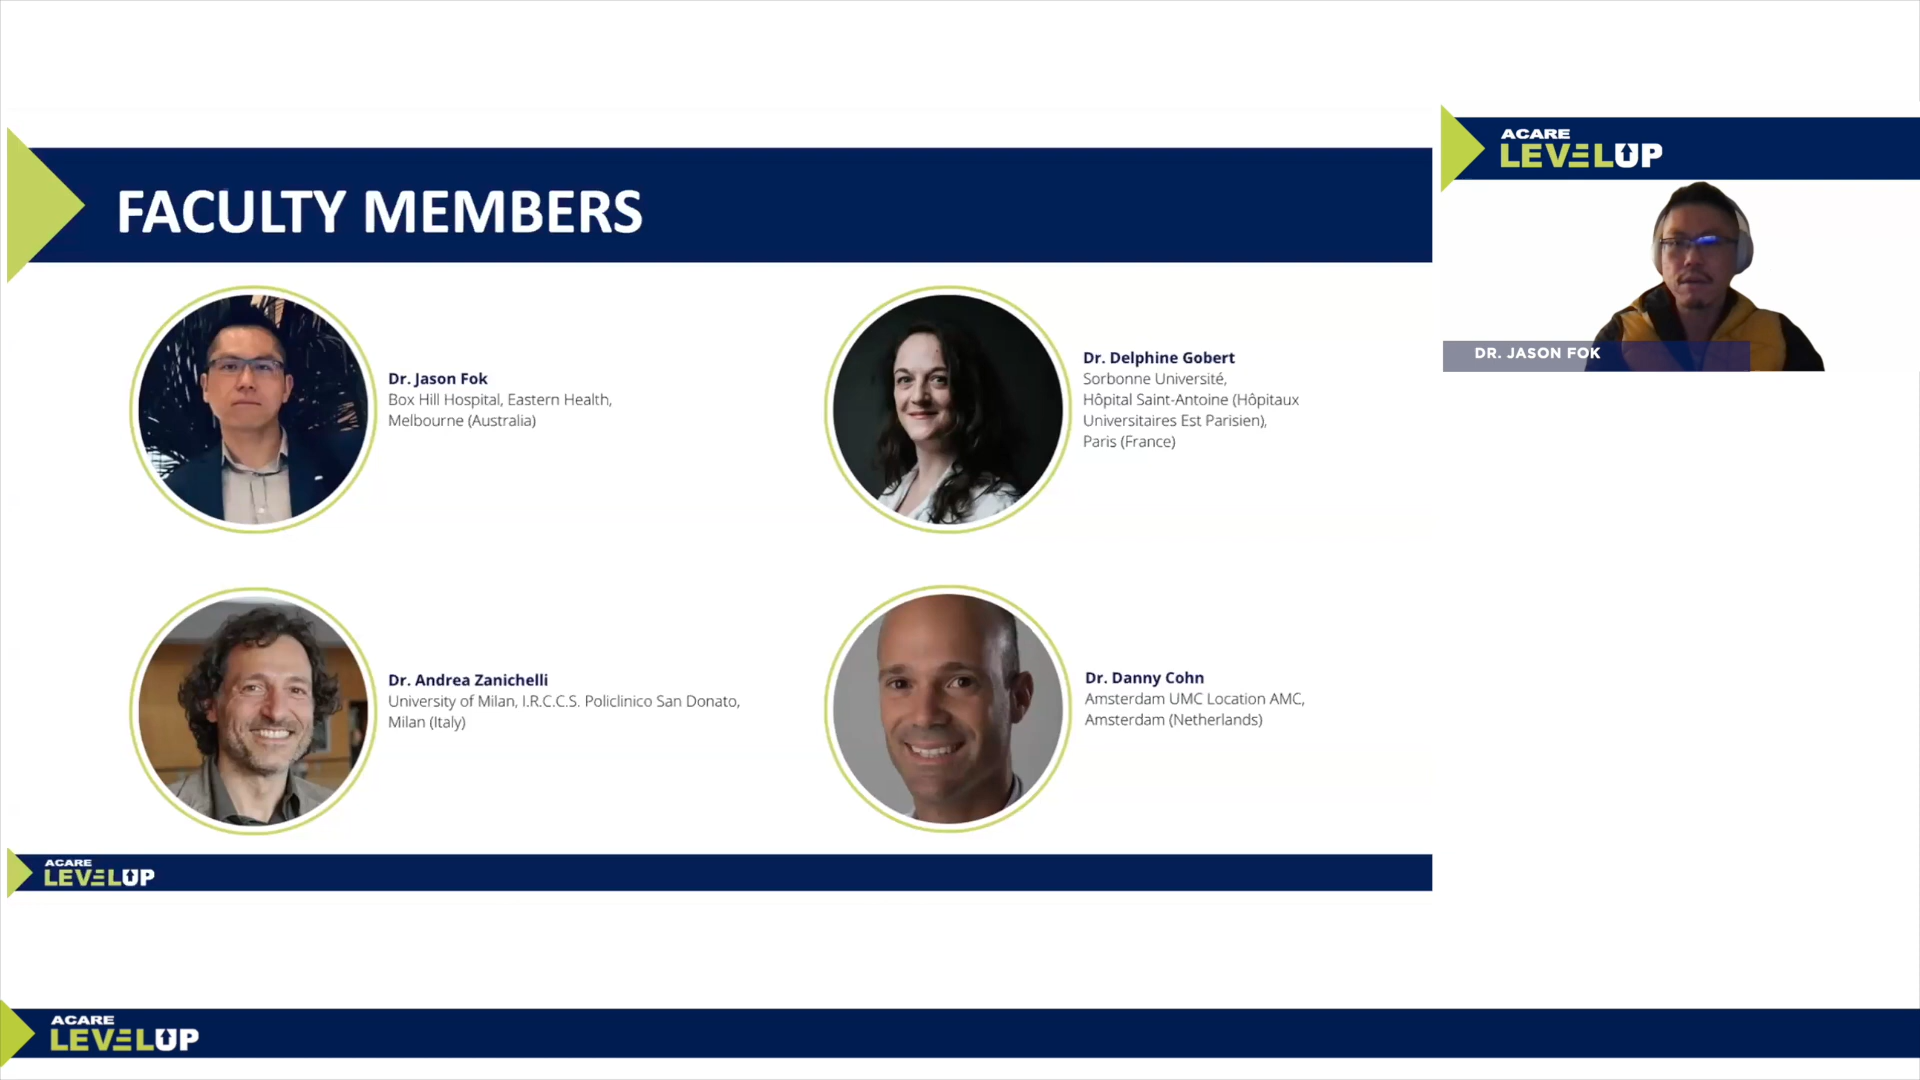 FACULTY MEMBERS
Dr. Jason Fok
Box Hill Hospital, Eastern Health,
Melbourne (Australia)
Dr. Delphine Gobert
Sorbonne Université,
Hôpital Saint-Antoine (Hôpitaux
Universitaires Est Parisien),
Paris (France)
Dr. Andrea Zanichelli
University of Milan, I.R.C.C.S. Policlinico San Donato,
Milan (Italy)
Dr. Danny Cohn
Amsterdam UMC Location AMC,
Amsterdam (Netherlands)
ACARE
LEVELUP
ACARE
LEVELUP
DR. JASON FOK
ACARE
LEVELUP